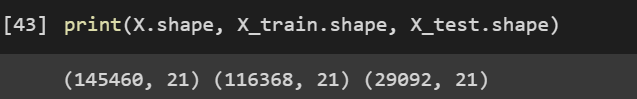 [43] print(X.shape, X_train.shape, X_test.shape)
(145460, 21) (116368, 21) (29092, 21)